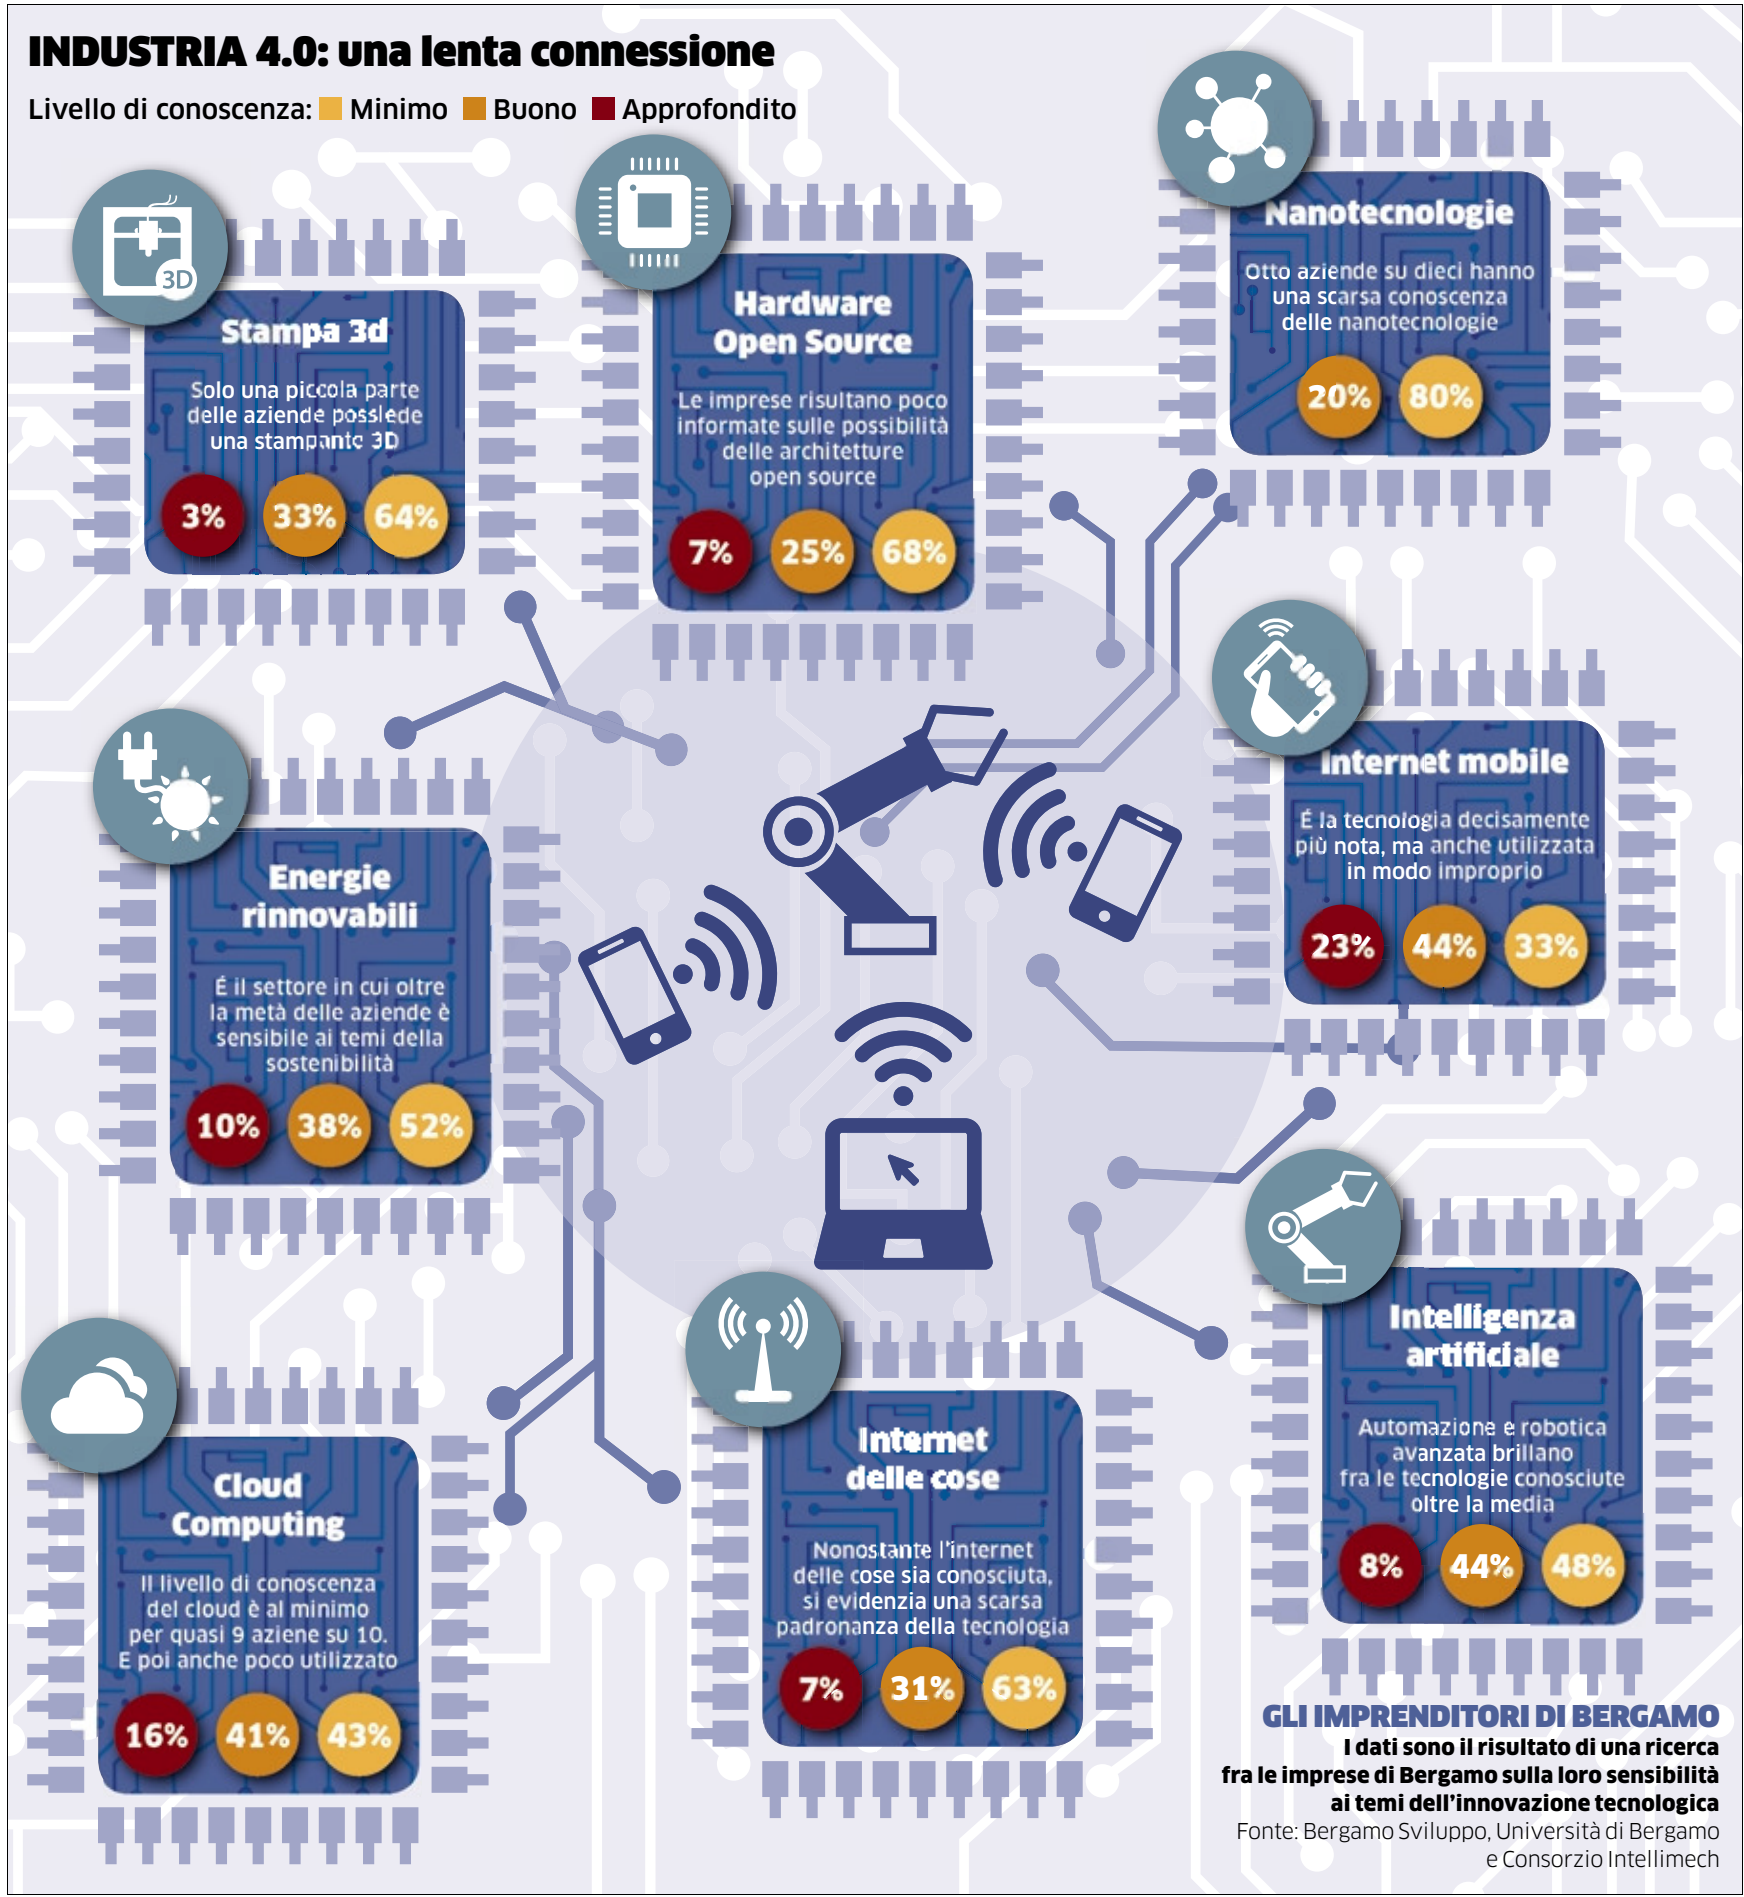 INDUSTRIA 4.0: una lenta connessione
Livello di conoscenza: Minimo Buono Approfondito
3D
Stampa 3d
Solo una piccola parte
delle aziende possiede
una stampante 3D
3% 33% 64%
Hardware
Open Source
Le imprese risultano poco
informate sulle possibilità
delle architetture
open source
7% 25% 68%
Nanotecnologie
Otto aziende su dieci hanno
una scarsa conoscenza
delle nanotecnologie
20% 80%
Internet mobile
É la tecnologia decisamente
più nota, ma anche utilizzata
in modo improprio
23% 44% 33%
Energie
rinnovabili
É il settore in cui oltre
la metà delle aziende è
sensibile ai temi della
sostenibilità
10% 38% 52%
Intelligenza
artificiale
Automazione e robotica
avanzata brillano
fra le tecnologie conosciute
oltre la media
8% 44% 48%
Cloud
Computing
Il livello di conoscenza
del cloud è al minimo
per quasi 9 aziene su 10.
E poi anche poco utilizzato
16% 41% 43%
Internet
delle cose
Nonostante l'internet
delle cose sia conosciuta,
si evidenzia una scarsa
padronanza della tecnologia
7% 31% 63%
GLI IMPRENDITORI DI BERGAMO
I dati sono il risultato di una ricerca
fra le imprese di Bergamo sulla loro sensibilità
ai temi dell'innovazione tecnologica
Fonte: Bergamo Sviluppo, Università di Bergamo
e Consorzio Intellimech